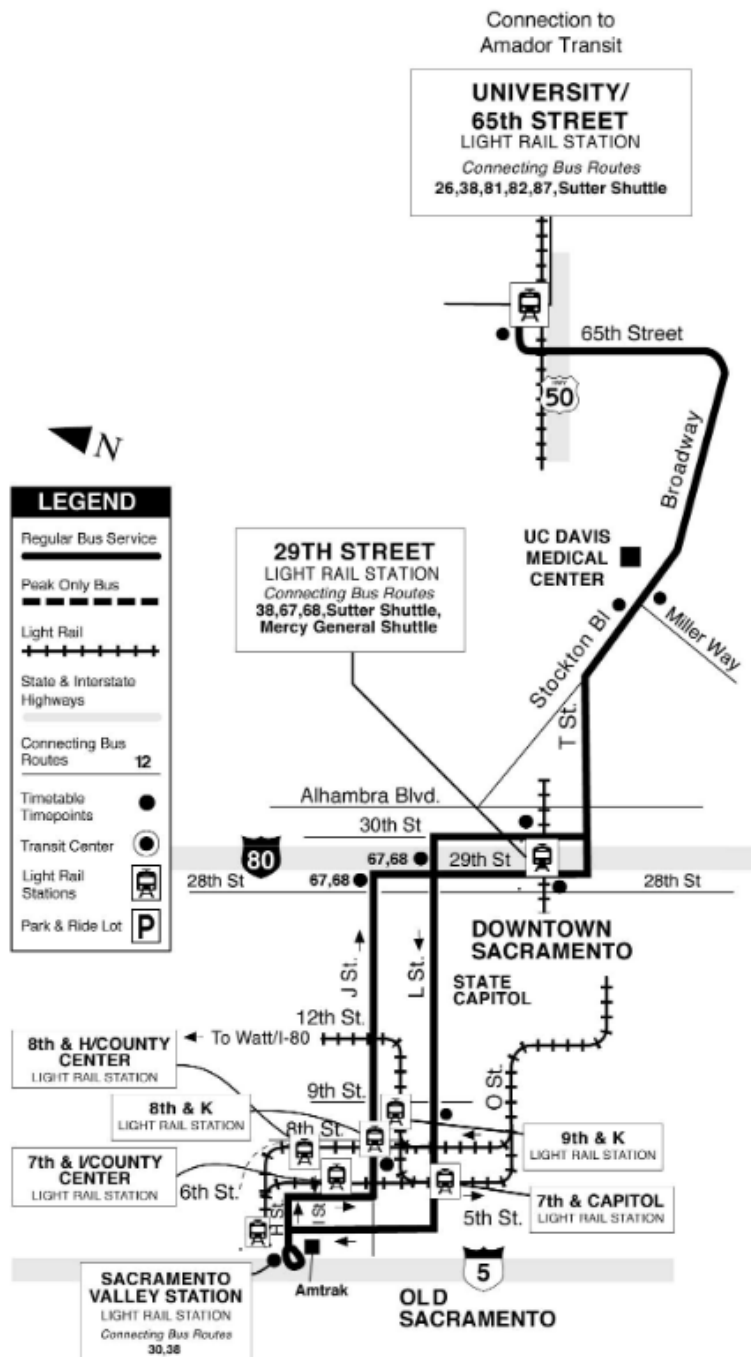 Connection to
Amador Transit
UNIVERSITY/
65th STREET
LIGHT RAIL STATION
Connecting Bus Routes
26,38,81,82,87,Sutter Shuttle
65th Street
HWY
50
Broadway
N
LEGEND
Regular Bus Service
Peak Only Bus
Light Rail
State & Interstate
Highways
Connecting Bus
Routes 12
Timetable
Timepoints
Transit Center
Light Rail
Stations
Park & Ride Lot P
29TH STREET
LIGHT RAIL STATION
Connecting Bus Routes
38,67,68,Sutter Shuttle,
Mercy General Shuttle
UC DAVIS
MEDICAL
CENTER
Stockton Bl
Miller Way
T St.
Alhambra Blvd.
30th St
80
67,68
29th St
28th St
67,68
28th St
DOWNTOWN
SACRAMENTO
J St.
L St.
STATE
CAPITOL
12th St.
To Watt/I-80
8th & H/COUNTY
CENTER
LIGHT RAIL STATION
9th St.
O St.
8th & K
LIGHT RAIL STATION
8th St.
9th & K
LIGHT RAIL STATION
7th & I/COUNTY
CENTER
LIGHT RAIL STATION
6th St.
H St.
I St
5th St.
7th & CAPITOL
LIGHT RAIL STATION
SACRAMENTO
VALLEY STATION
LIGHT RAIL STATION
Connecting Bus Routes
30,38
Amtrak
5
OLD
SACRAMENTO